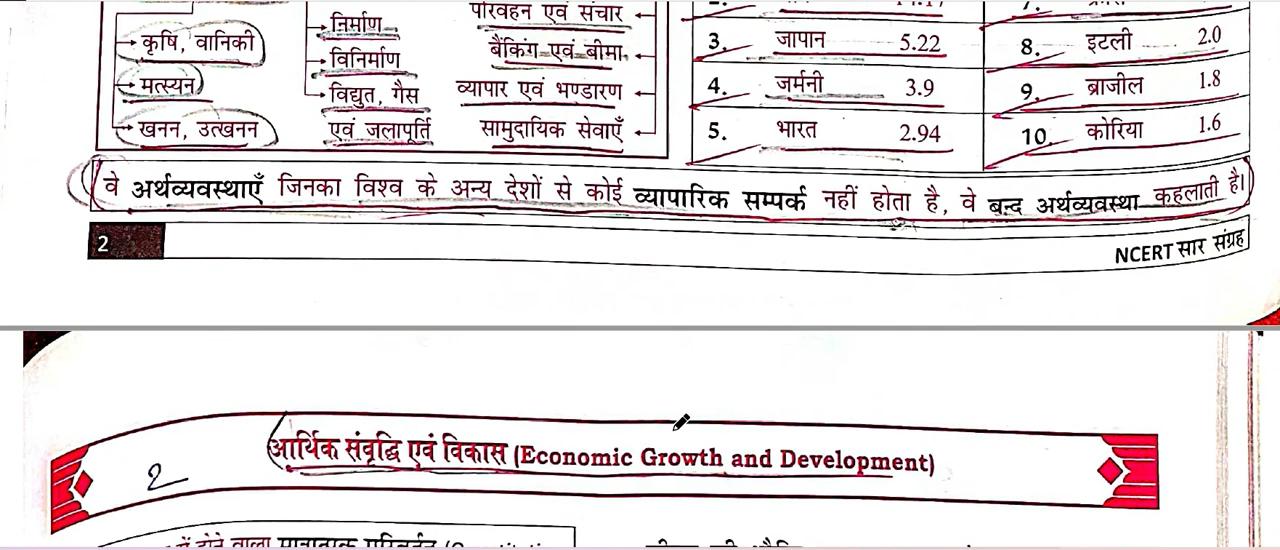 परिवहन एवं संचार
कृषि, वानिकी
मत्स्यन
खनन, उत्खनन
निर्माण
विनिर्माण
विद्युत, गैस
एवं जलापूर्ति
बैंकिंग एवं बीमा
व्यापार एवं भण्डारण
सामुदायिक सेवाएँ
3. जापान 5.22
4. जर्मनी 3.9
5. भारत 2.94
8. इटली 2.0
9. ब्राजील 1.8
10. कोरिया 1.6
वे अर्थव्यवस्थाएँ जिनका विश्व के अन्य देशों से कोई व्यापारिक सम्पर्क नहीं होता है, वे बन्द अर्थव्यवस्था कहलाती है।
2
NCERT सार संग्रह
2
आर्थिक संवृद्धि एवं विकास (Economic Growth and Development)